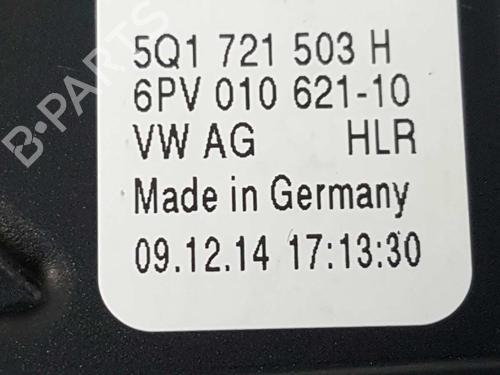 5Q1 721 503 H
6PV 010 621-10
VW AG HLR
Made in Germany
09.12.14 17:13:30
B-PARTS